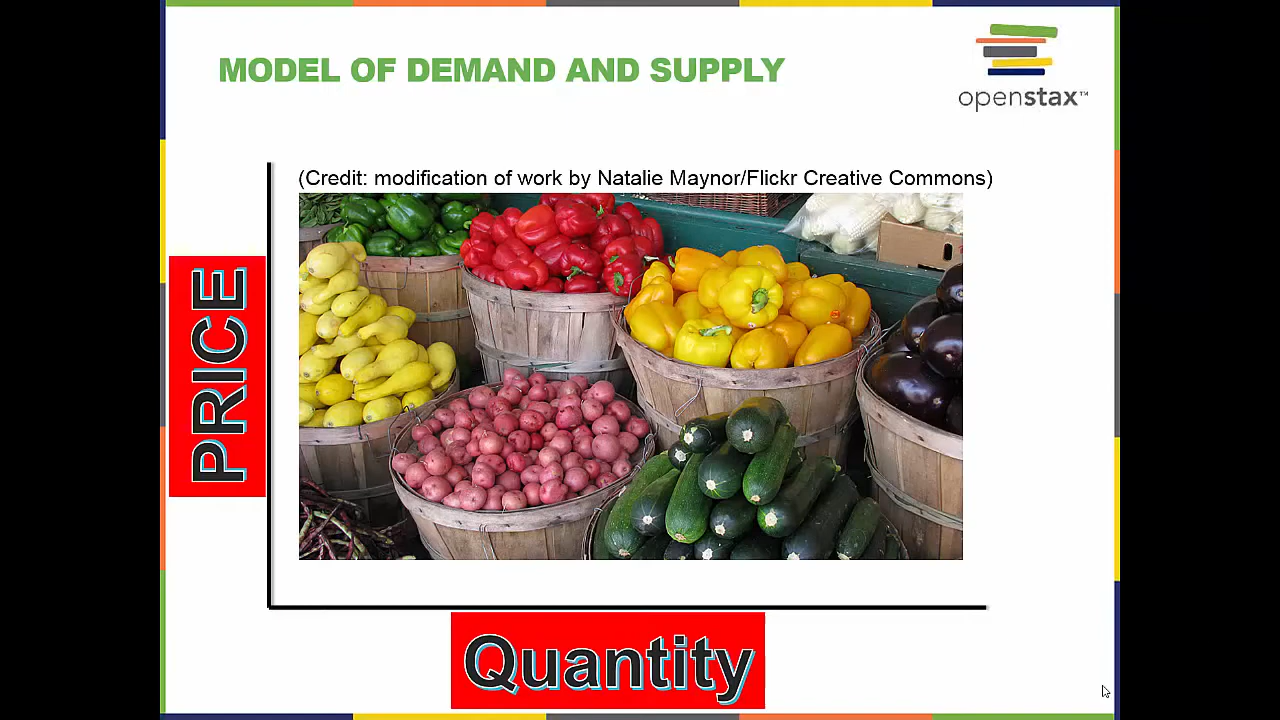 MODEL OF DEMAND AND SUPPLY
openstax™
(Credit: modification of work by Natalie Maynor/Flickr Creative Commons)
PRICE
Quantity